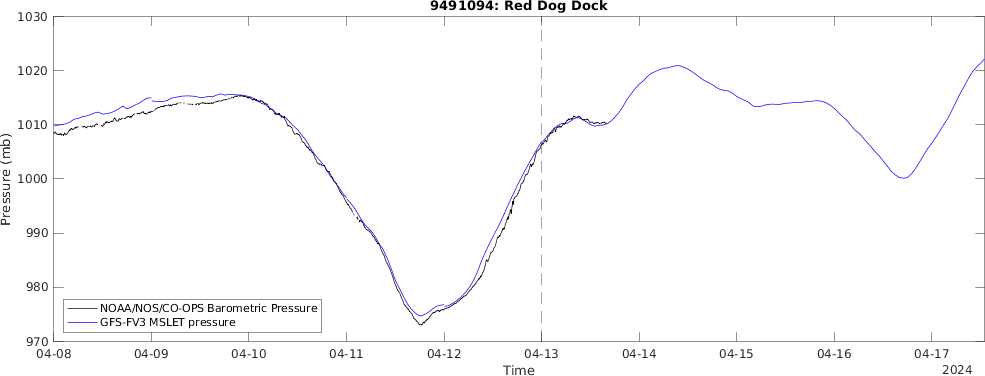 9491094: Red Dog Dock
1030
1020
1010
1000
990
980
970
Pressure (mb)
NOAA/NOS/CO-OPS Barometric Pressure
GFS-FV3 MSLET pressure
04-08 04-09 04-10 04-11 04-12 04-13 04-14 04-15 04-16 04-17
Time
2024